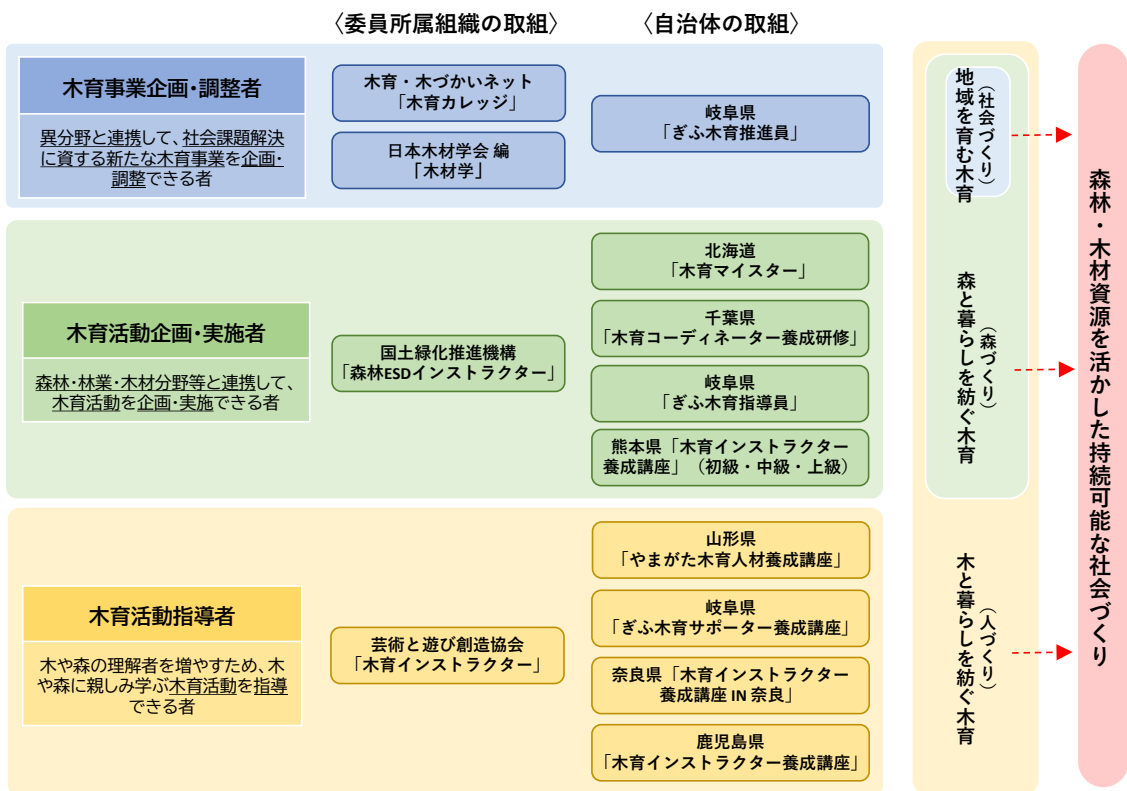 〈委員所属組織の取組〉
〈自治体の取組〉
木育事業企画・調整者
異分野と連携して、社会課題解決
に資する新たな木育事業を企画・
調整できる者
木育・木づかいネット
「木育カレッジ」
日本木材学会 編
「木材学」
岐阜県
「ぎふ木育推進員」
木育活動企画・実施者
森林・林業・木材分野等と連携して、
木育活動を企画・実施できる者
国土緑化推進機構
「森林ESDインストラクター」
北海道
「木育マイスター」
千葉県
「木育コーディネーター養成研修」
岐阜県
「ぎふ木育指導員」
熊本県「木育インストラクター
養成講座」（初級・中級・上級）
木育活動指導者
木や森の理解者を増やすため、木
や森に親しみ学ぶ木育活動を指導
できる者
芸術と遊び創造協会
「木育インストラクター」
山形県
「やまがた木育人材養成講座」
岐阜県
「ぎふ木育サポーター養成講座」
奈良県「木育インストラクター
養成講座 IN 奈良」
鹿児島県
「木育インストラクター養成講座」
（社会づくり）
地域を育む木育
（森づくり）
森と暮らしを紡ぐ木育
（人づくり）
木と暮らしを紡ぐ木育
森林・木材資源を活かした持続可能な社会づくり